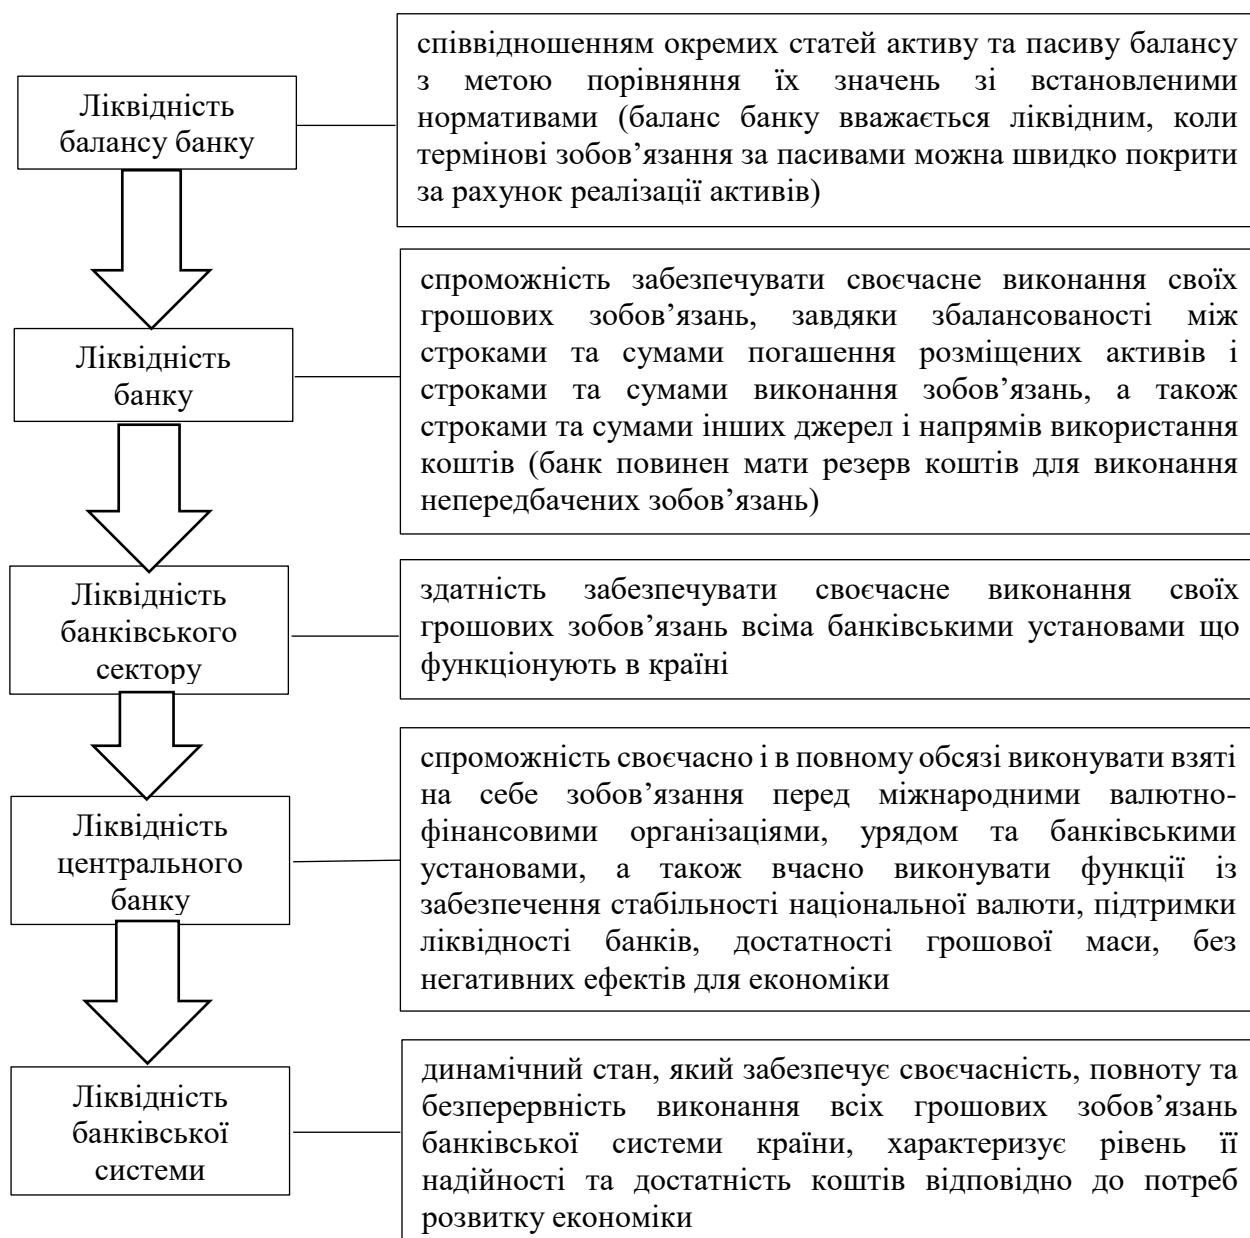 Ліквідність
балансу банку
співвідношенням окремих статей активу та пасиву балансу
з метою порівняння їх значень зі встановленими
нормативами (баланс банку вважається ліквідним, коли
термінові зобов’язання за пасивами можна швидко покрити
за рахунок реалізації активів)
Ліквідність
банку
спроможність забезпечувати своєчасне виконання своїх
грошових зобов’язань, завдяки збалансованості між
строками та сумами погашення розміщених активів і
строками та сумами виконання зобов’язань, а також
строками та сумами інших джерел і напрямів використання
коштів (банк повинен мати резерв коштів для виконання
непередбачених зобов’язань)
Ліквідність
банківського
сектору
здатність забезпечувати своєчасне виконання своїх
грошових зобов’язань всіма банківськими установами що
функціонують в країні
Ліквідність
центрального
банку
спроможність своєчасно і в повному обсязі виконувати взяті
на себе зобов’язання перед міжнародними валютно-
фінансовими організаціями, урядом та банківськими
установами, а також вчасно виконувати функції із
забезпечення стабільності національної валюти, підтримки
ліквідності банків, достатності грошової маси, без
негативних ефектів для економіки
Ліквідність
банківської
системи
динамічний стан, який забезпечує своєчасність, повноту та
безперервність виконання всіх грошових зобов’язань
банківської системи країни, характеризує рівень її
надійності та достатність коштів відповідно до потреб
розвитку економіки